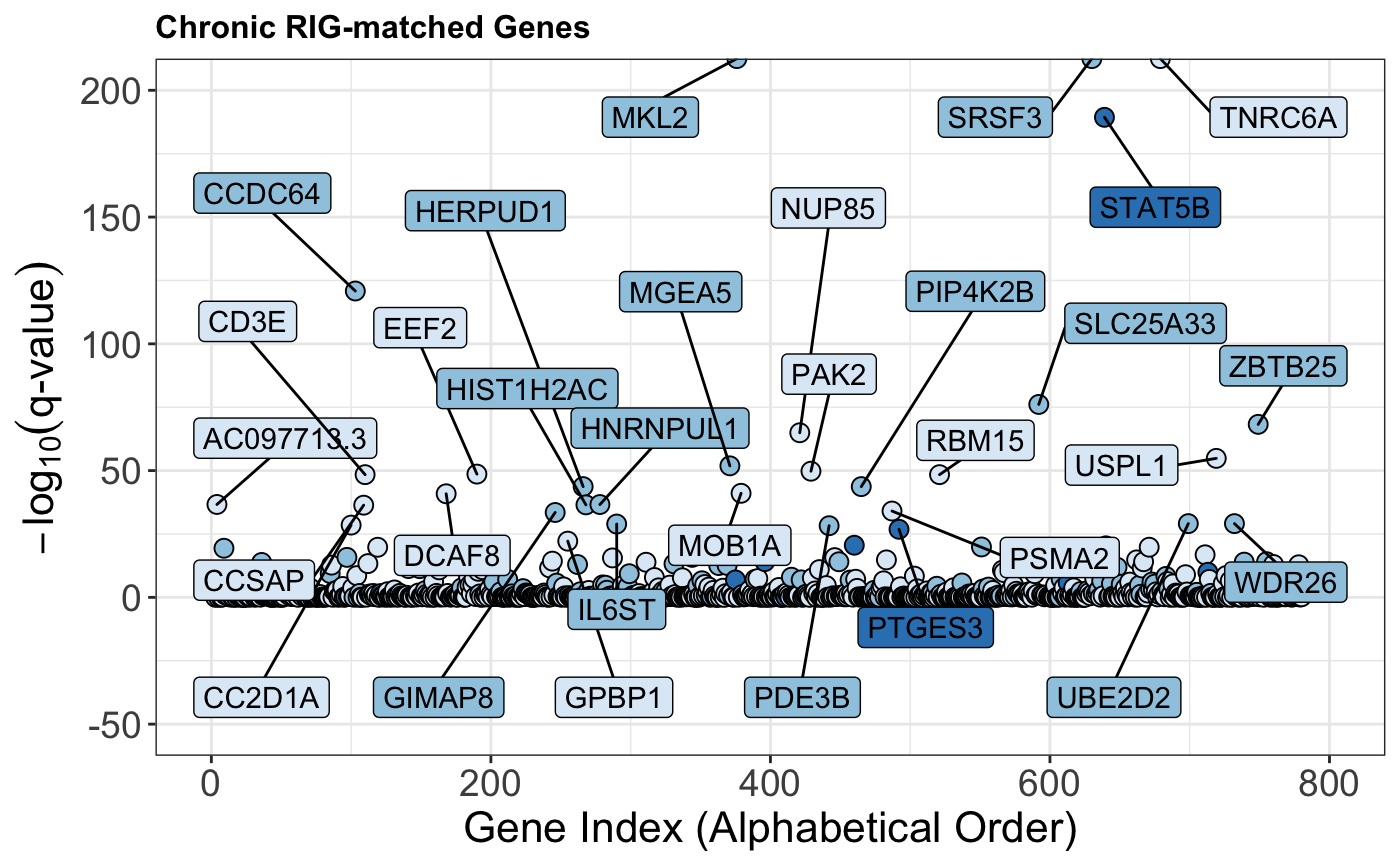 Chronic RIG-matched Genes
−log10(q-value)
200
150
100
50
0
-50
MKL2
SRSF3
TNRC6A
CCDC64
HERPUD1
NUP85
STAT5B
MGEA5
PIP4K2B
CD3E
EEF2
SLC25A33
PAK2
ZBTB25
HIST1H2AC
HNRNPUL1
AC097713.3
RBM15
USPL1
DCAF8
MOB1A
PSMA2
CCSAP
WDR26
IL6ST
PTGES3
CC2D1A
GIMAP8
GPBP1
PDE3B
UBE2D2
0
200
400
600
800
Gene Index (Alphabetical Order)